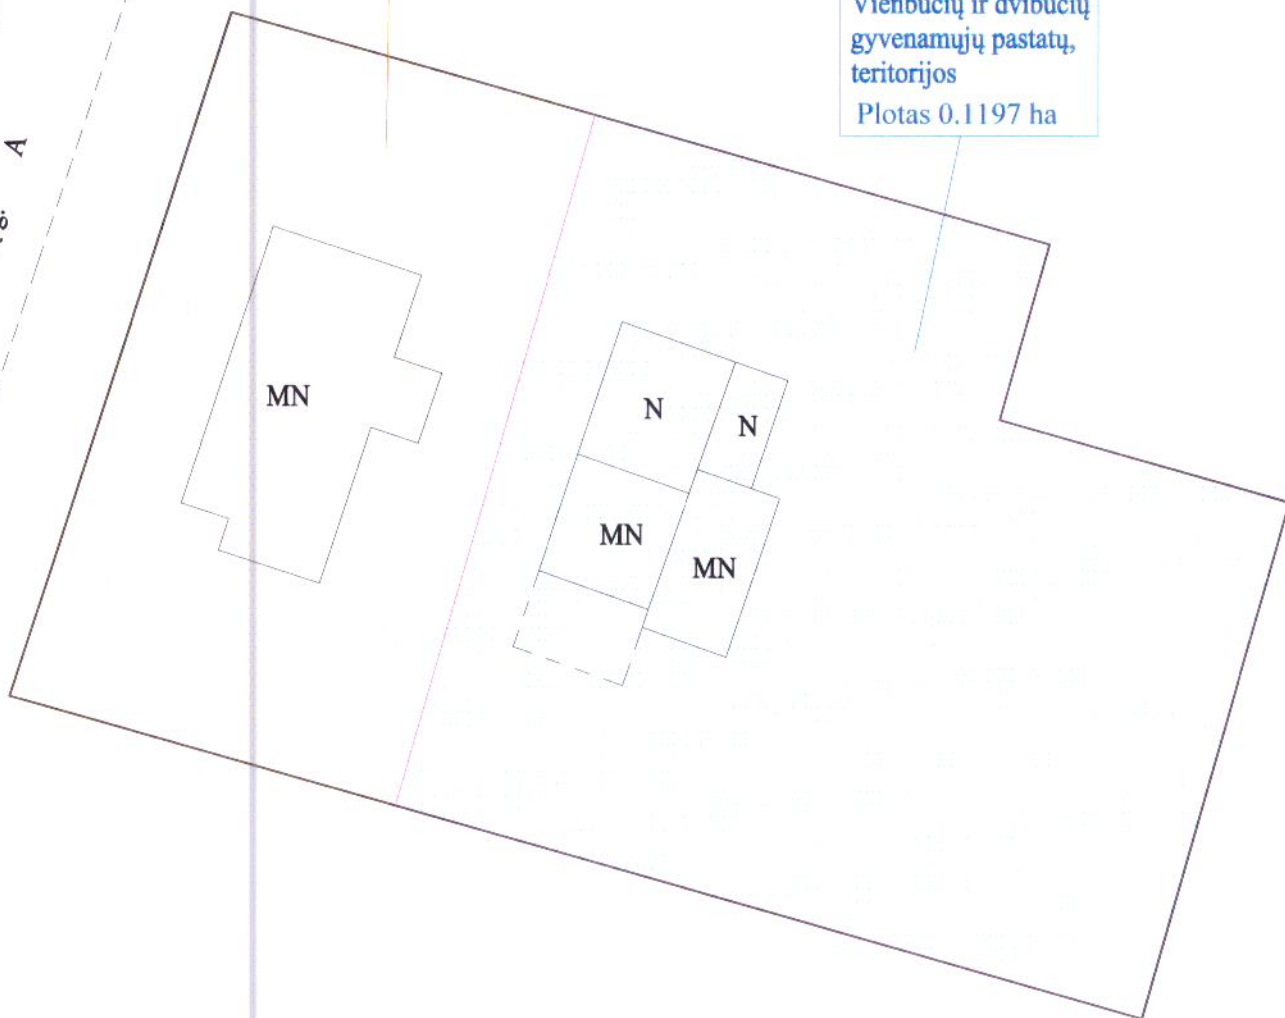 Vienbučių ir dvibučių
gyvenamųjų pastatų,
teritorijos
Plotas 0.1197 ha
A
MN
N
N
MN
MN